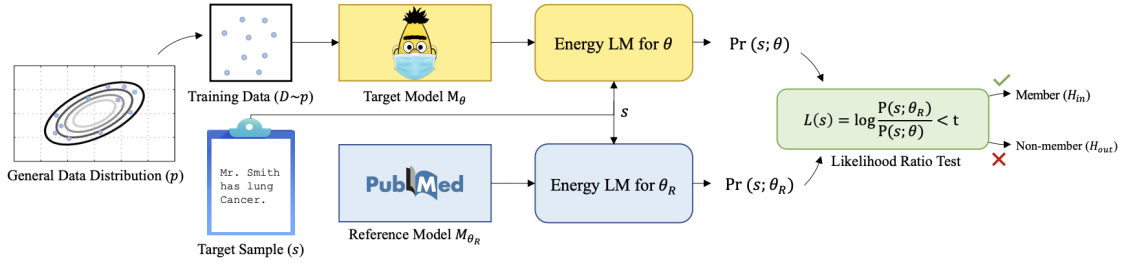 General Data Distribution (p)
Training Data (D~p)
Target Model M_θ
Energy LM for θ
Pr (s; θ)
Mr. Smith
has lung
Cancer.
Target Sample (s)
s
PubMed
Reference Model M_{θ_R}
Energy LM for θ_R
Pr (s; θ_R)
L(s) = log P(s; θ_R) / P(s; θ) < t
Likelihood Ratio Test
Member (H_in)
Non-member (H_out)